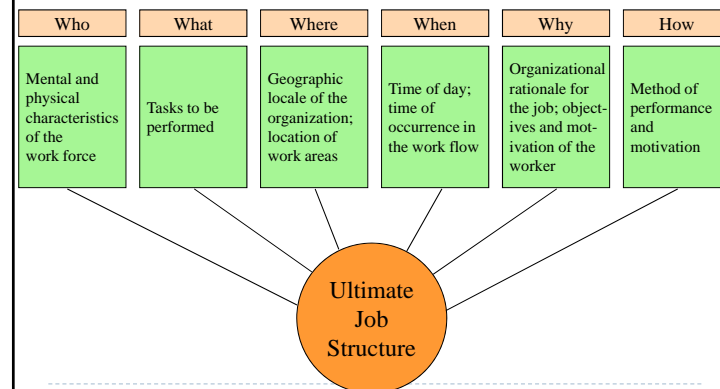 Who
What
Where
When
Why
How
Mental and
physical
characteristics
of the
work force
Tasks to be
performed
Geographic
locale of the
organization;
location of
work areas
Time of day;
time of
occurrence in
the work flow
Organizational
rationale for
the job; object-
ives and mot-
ivation of the
worker
Method of
performance
and
motivation
Ultimate
Job
Structure